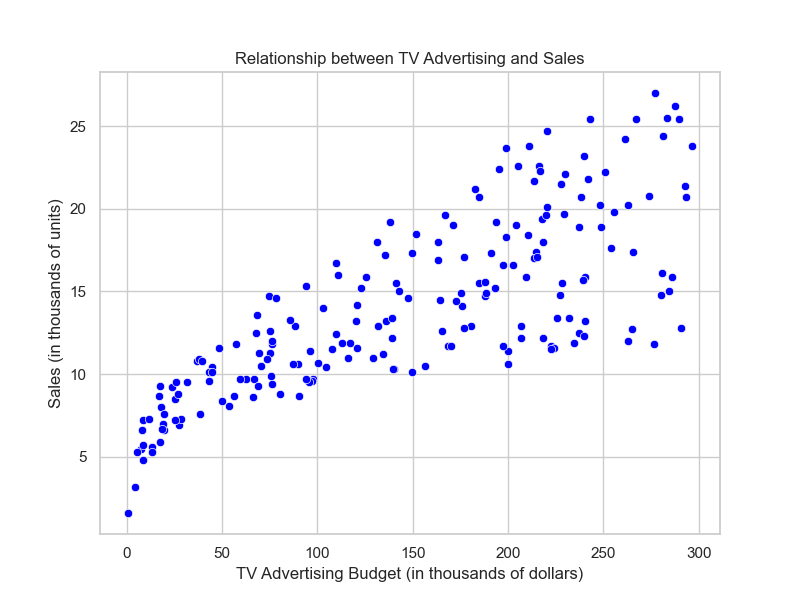 Relationship between TV Advertising and Sales
Sales (in thousands of units)
25
20
15
10
5
0 50 100 150 200 250 300
TV Advertising Budget (in thousands of dollars)